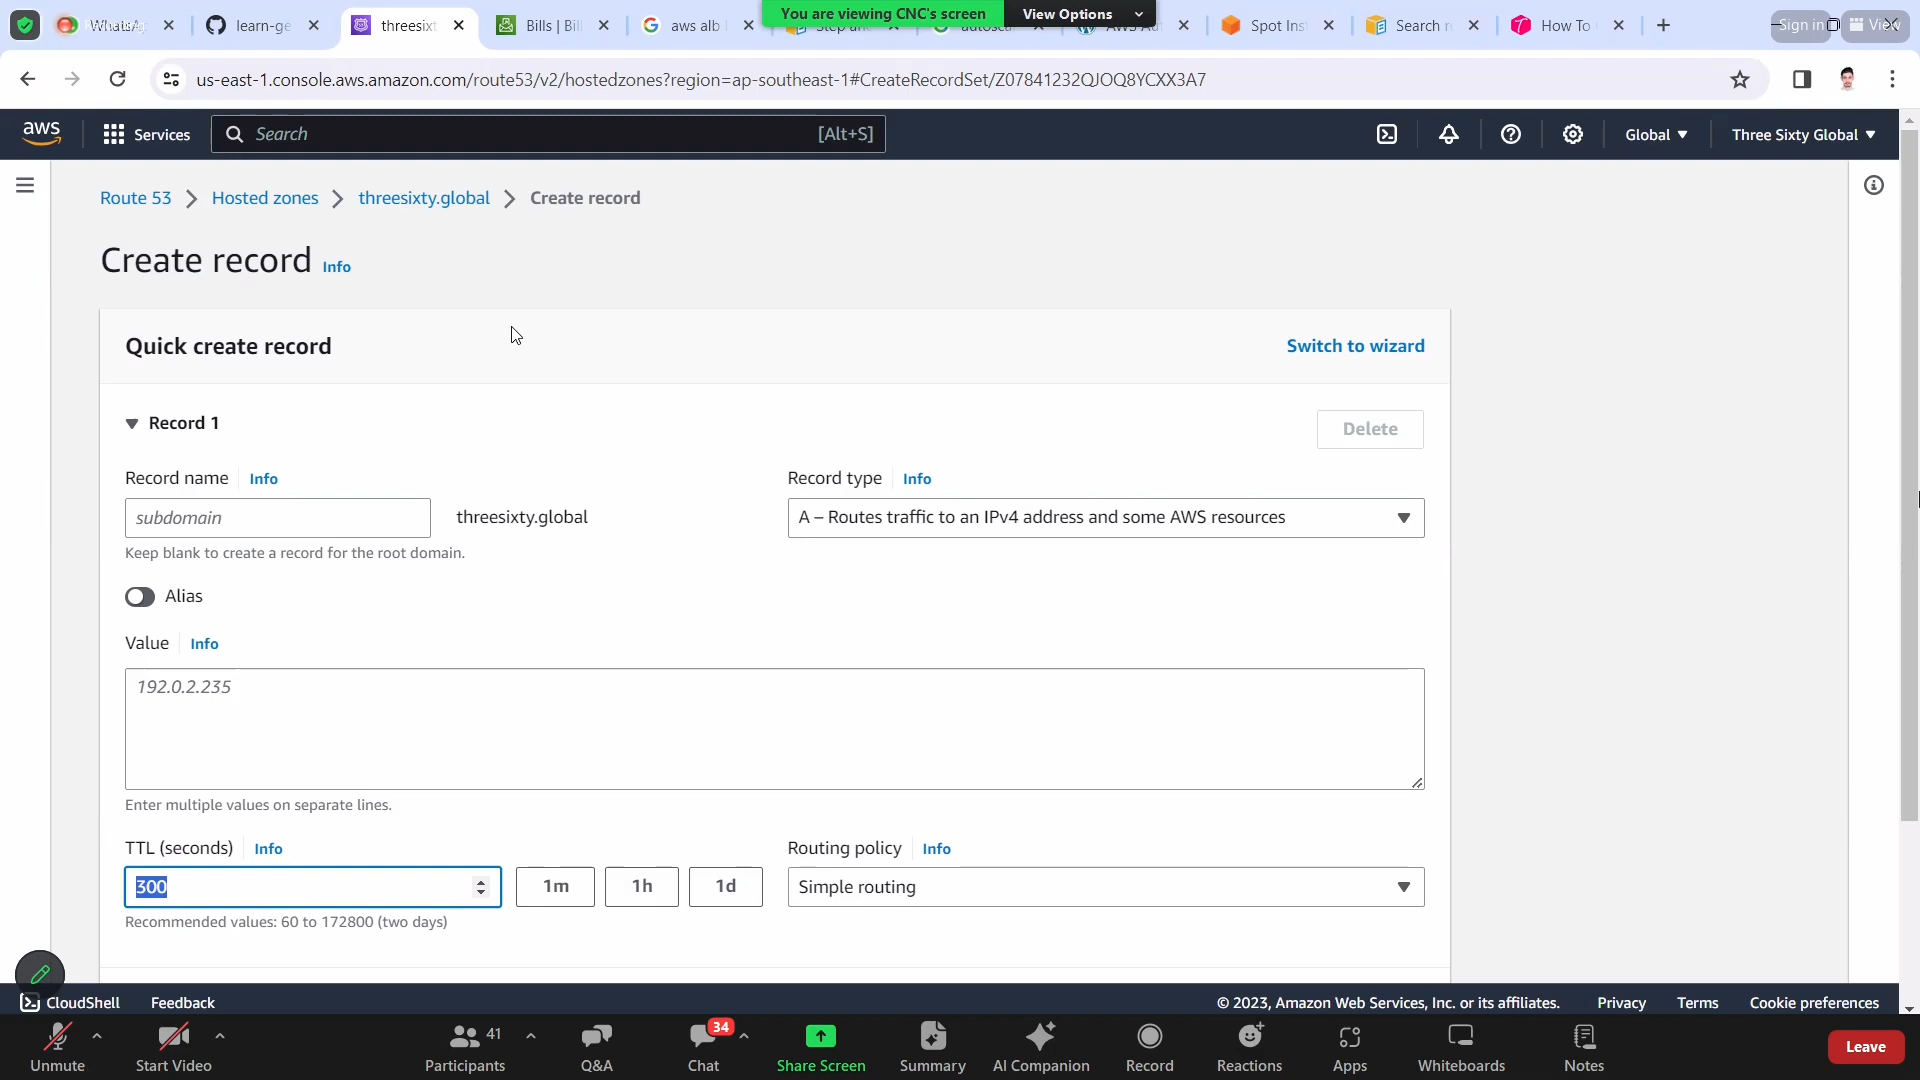 WhatsAp
learn-ge
threesixt
Bills | Bil
aws alb
You are viewing CNC's screen
View Options
autosca
AWS Au
Spot Ins
Search r
How To
Sign in
View
us-east-1.console.aws.amazon.com/route53/v2/hostedzones?region=ap-southeast-1#CreateRecordSet/Z07841232QJOQ8YCXX3A7
aws
Services
Search
[Alt+S]
Global
Three Sixty Global
Route 53
Hosted zones
threesixty.global
Create record
Create record Info
Quick create record
Switch to wizard
Record 1
Delete
Record name Info
Record type Info
subdomain
threesixty.global
A – Routes traffic to an IPv4 address and some AWS resources
Keep blank to create a record for the root domain.
Alias
Value Info
192.0.2.235
Enter multiple values on separate lines.
TTL (seconds) Info
Routing policy Info
300
1m
1h
1d
Simple routing
Recommended values: 60 to 172800 (two days)
CloudShell
Feedback
© 2023, Amazon Web Services, Inc. or its affiliates.
Privacy
Terms
Cookie preferences
41
34
Unmute
Start Video
Participants
Q&A
Chat
Share Screen
Summary
AI Companion
Record
Reactions
Apps
Whiteboards
Notes
Leave